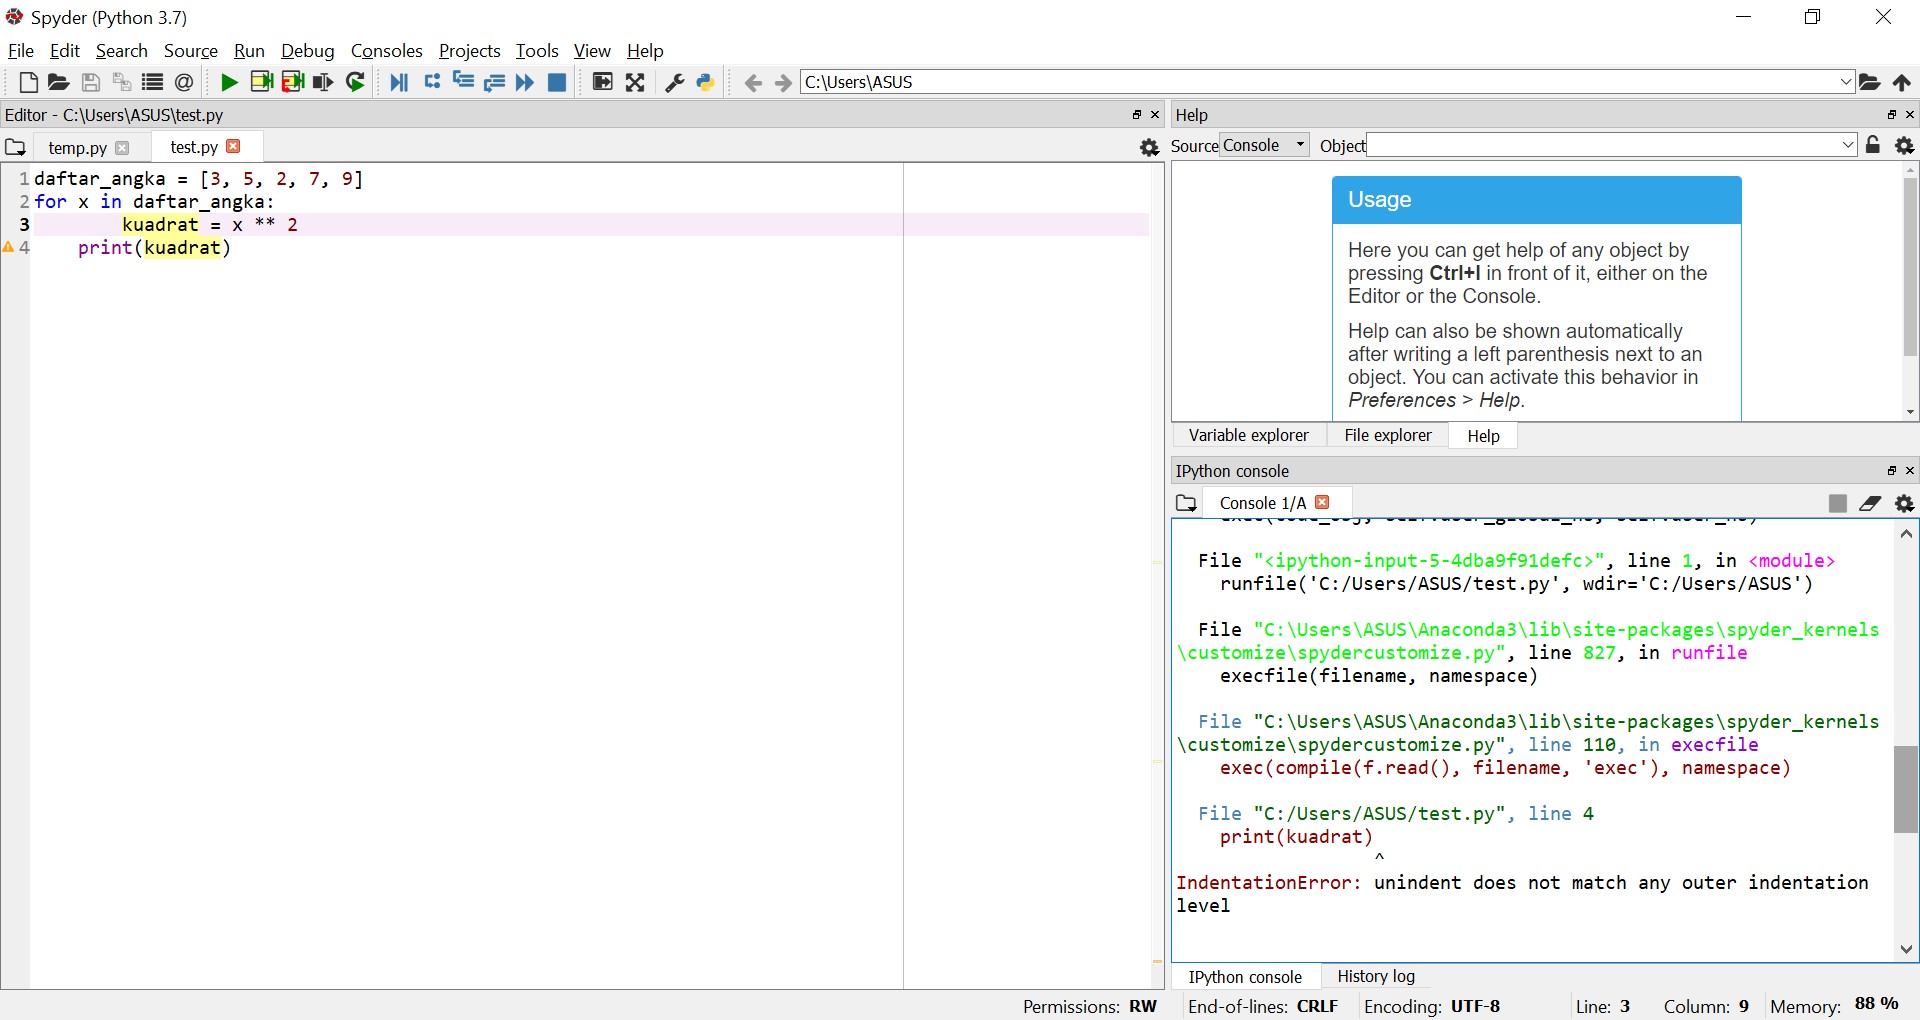 Spyder (Python 3.7)
File Edit Search Source Run Debug Consoles Projects Tools View Help
C:\Users\ASUS
Editor - C:\Users\ASUS\test.py
temp.py test.py
1 daftar_angka = [3, 5, 2, 7, 9]
2 for x in daftar_angka:
3         kuadrat = x ** 2
4     print(kuadrat)
Help
Source Console Object
Usage
Here you can get help of any object by
pressing Ctrl+I in front of it, either on the
Editor or the Console.
Help can also be shown automatically
after writing a left parenthesis next to an
object. You can activate this behavior in
Preferences > Help.
Variable explorer File explorer Help
IPython console
Console 1/A
File "<ipython-input-5-4dba9f91defc>", line 1, in <module>
runfile('C:/Users/ASUS/test.py', wdir='C:/Users/ASUS')
File "C:\Users\ASUS\Anaconda3\lib\site-packages\spyder_kernels
\customize\spydercustomize.py", line 827, in runfile
execfile(filename, namespace)
File "C:\Users\ASUS\Anaconda3\lib\site-packages\spyder_kernels
\customize\spydercustomize.py", line 110, in execfile
exec(compile(f.read(), filename, 'exec'), namespace)
File "C:/Users/ASUS/test.py", line 4
print(kuadrat)
^
IndentationError: unindent does not match any outer indentation
level
IPython console History log
Permissions: RW End-of-lines: CRLF Encoding: UTF-8 Line: 3 Column: 9 Memory: 88 %